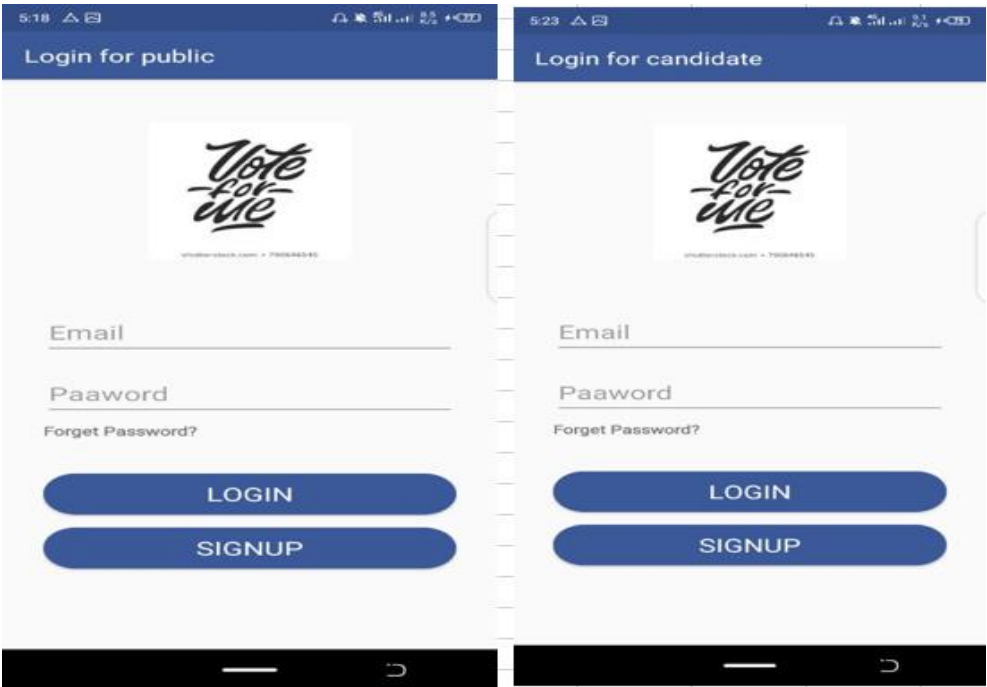 5:18
Login for public
Vote
-for-
me
Email
Paaword
Forget Password?
LOGIN
SIGNUP
5:23
Login for candidate
Vote
-for-
me
Email
Paaword
Forget Password?
LOGIN
SIGNUP